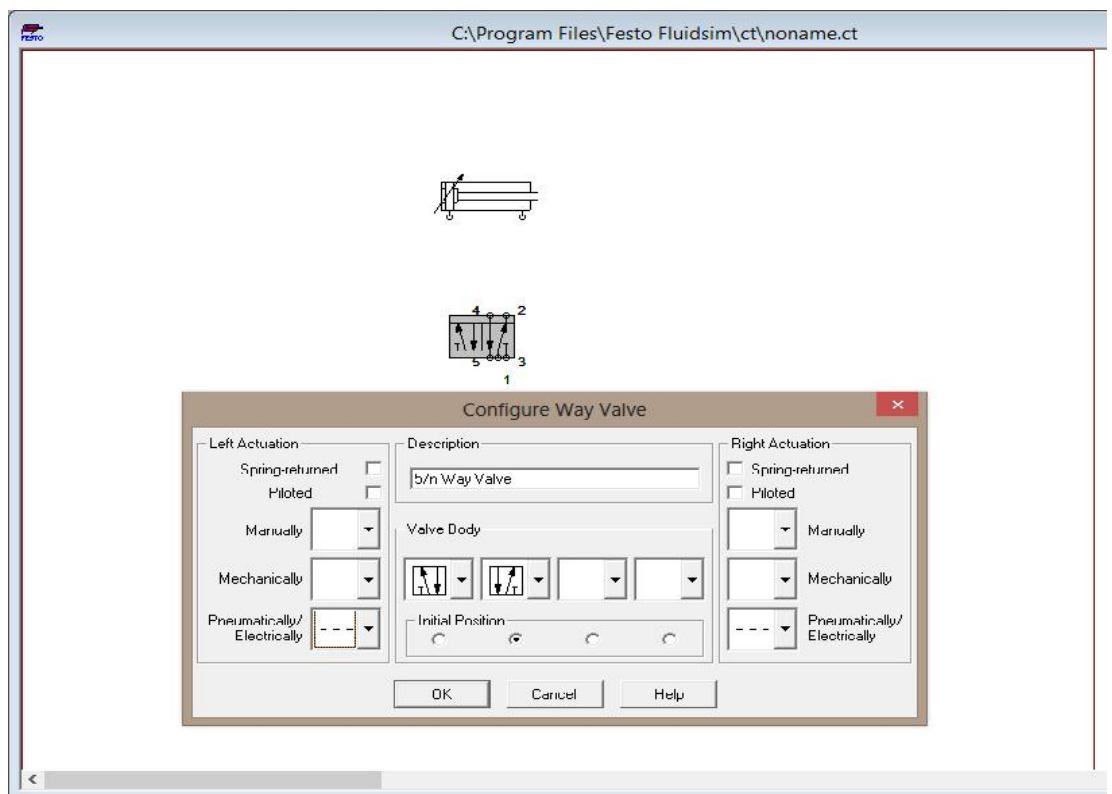 C:\Program Files\Festo Fluidsim\ct\noname.ct
FESTO
4 2
T T
5 3
1
Configure Way Valve
Left Actuation
Spring-returned
Piloted
Manually
Mechanically
Pneumatically/
Electrically
Description
5/n Way Valve
Valve Body
T T
Initial Position
Right Actuation
Spring-returned
Piloted
Manually
Mechanically
Pneumatically/
Electrically
OK Cancel Help